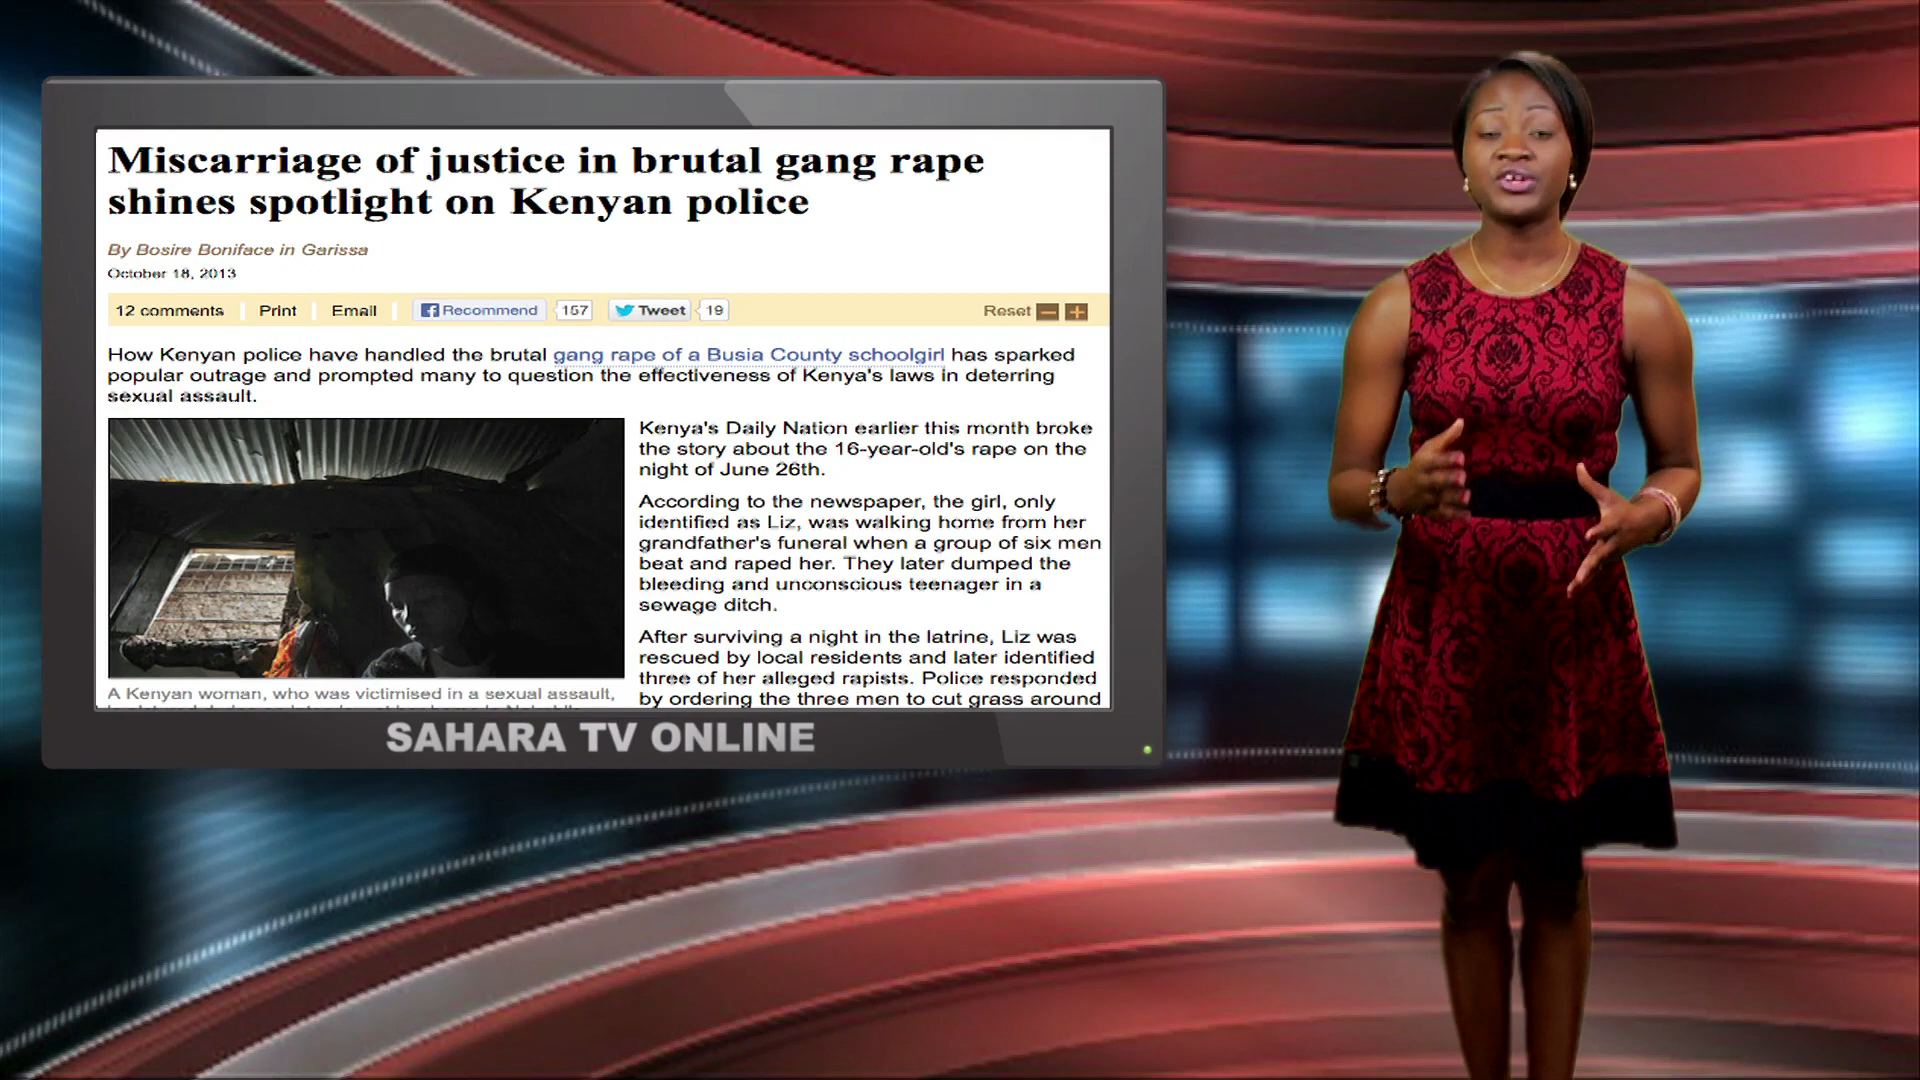 Miscarriage of justice in brutal gang rape
shines spotlight on Kenyan police
By Bosire Boniface in Garissa
October 18, 2013
12 comments Print Email Recommend 157 Tweet 19 Reset
How Kenyan police have handled the brutal gang rape of a Busia County schoolgirl has sparked
popular outrage and prompted many to question the effectiveness of Kenya's laws in deterring
sexual assault.
Kenya's Daily Nation earlier this month broke
the story about the 16-year-old's rape on the
night of June 26th.
According to the newspaper, the girl, only
identified as Liz, was walking home from her
grandfather's funeral when a group of six men
beat and raped her. They later dumped the
bleeding and unconscious teenager in a
sewage ditch.
After surviving a night in the latrine, Liz was
rescued by local residents and later identified
three of her alleged rapists. Police responded
by ordering the three men to cut grass around
A Kenyan woman, who was victimised in a sexual assault,
SAHARA TV ONLINE